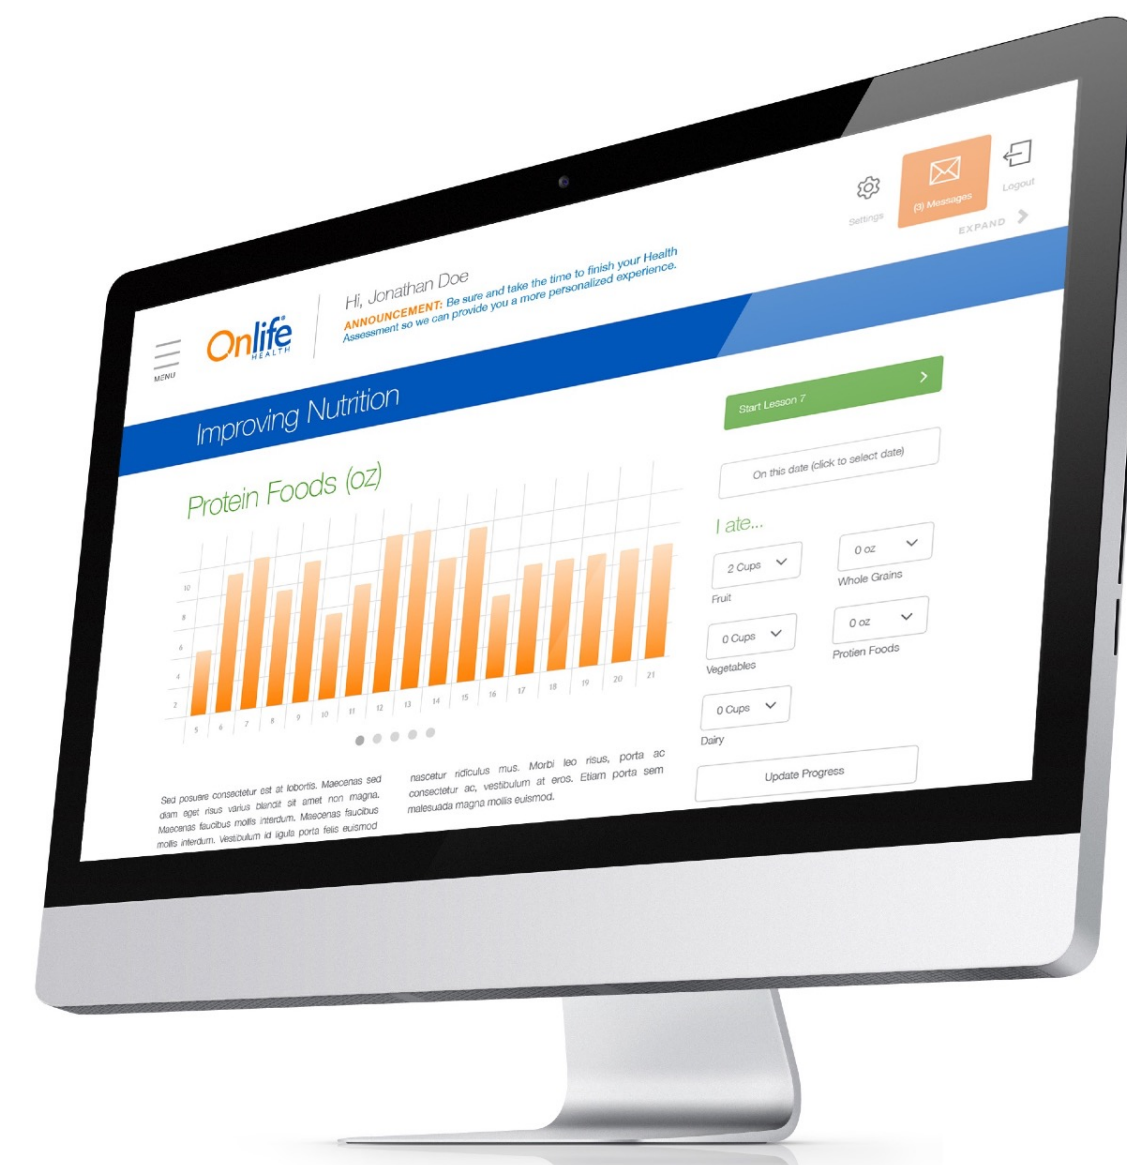 Settings
(3) Messages
Logout
EXPAND
MENU
Onlife®
HEALTH
Hi, Jonathan Doe
ANNOUNCEMENT: Be sure and take the time to finish your Health
Assessment so we can provide you a more personalized experience.
Improving Nutrition
Protein Foods (oz)
10
8
6
4
2
5 6 7 8 9 10 11 12 13 14 15 16 17 18 19 20 21
Sed posuere consectetur est at lobortis. Maecenas sed
diam eget risus varius blandit sit amet non magna.
Maecenas faucibus mollis interdum. Maecenas faucibus
mollis interdum. Vestibulum id ligula porta felis euismod
nascetur ridiculus mus. Morbi leo risus, porta ac
consectetur ac, vestibulum at eros. Etiam porta sem
malesuada magna mollis euismod.
Start Lesson 7
On this date (click to select date)
I ate...
2 Cups
Fruit
0 oz
Whole Grains
0 Cups
Vegetables
0 oz
Protien Foods
0 Cups
Dairy
Update Progress